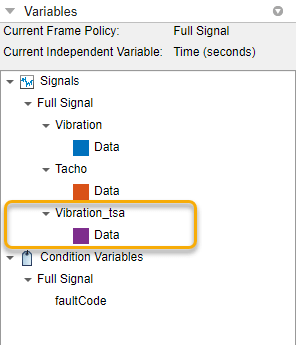 Variables
Current Frame Policy: Full Signal
Current Independent Variable: Time (seconds)
Signals
Full Signal
Vibration
Data
Tacho
Data
Vibration_tsa
Data
Condition Variables
Full Signal
faultCode